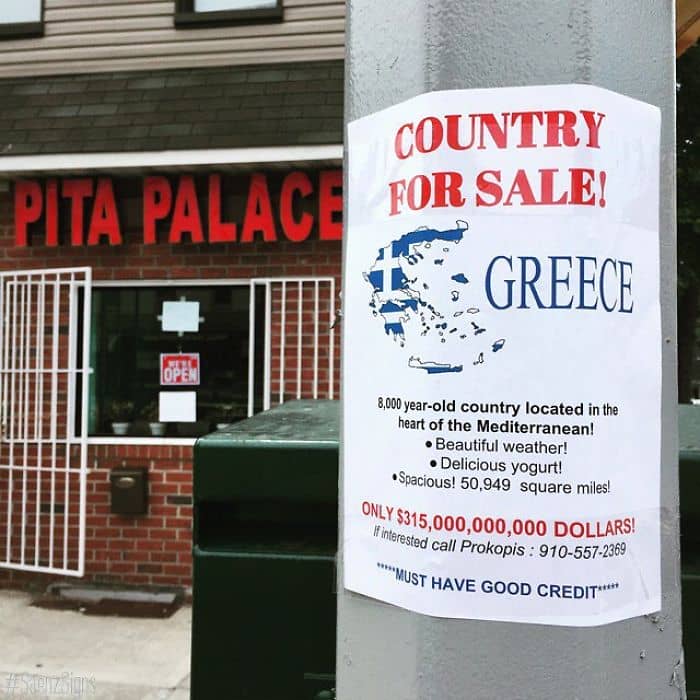 PITA PALACE
WE'RE
OPEN
COUNTRY
FOR SALE!
GREECE
8,000 year-old country located in the
heart of the Mediterranean!
• Beautiful weather!
• Delicious yogurt!
• Spacious! 50,949 square miles!
ONLY $315,000,000,000 DOLLARS!
If interested call Prokopis : 910-557-2369
*****MUST HAVE GOOD CREDIT*****